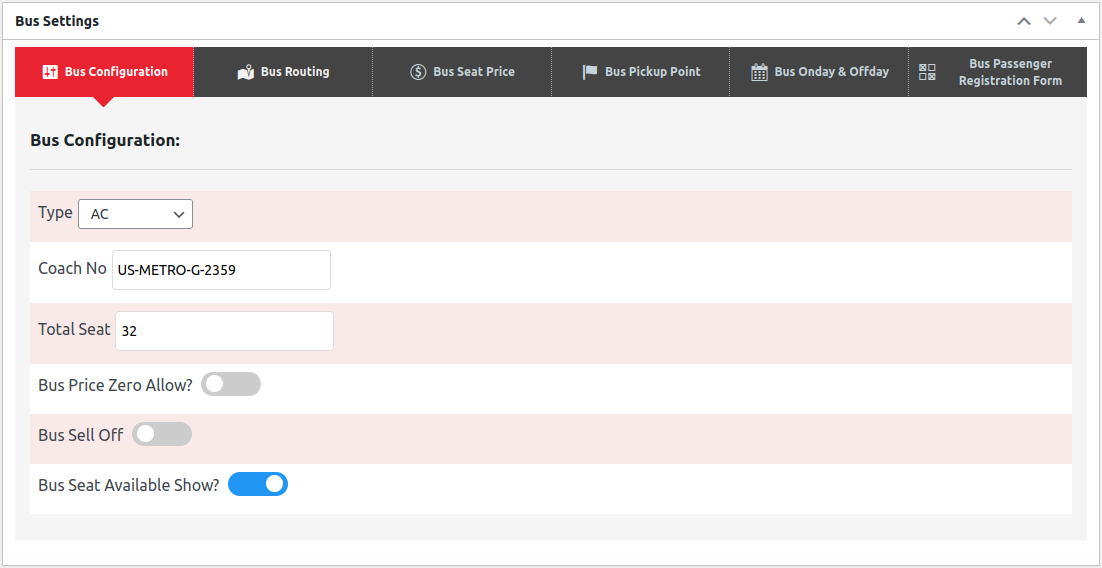 Bus Settings
Bus Configuration
Bus Routing
Bus Seat Price
Bus Pickup Point
Bus Onday & Offday
Bus Passenger
Registration Form
Bus Configuration:
Type AC
Coach No US-METRO-G-2359
Total Seat 32
Bus Price Zero Allow?
Bus Sell Off
Bus Seat Available Show?